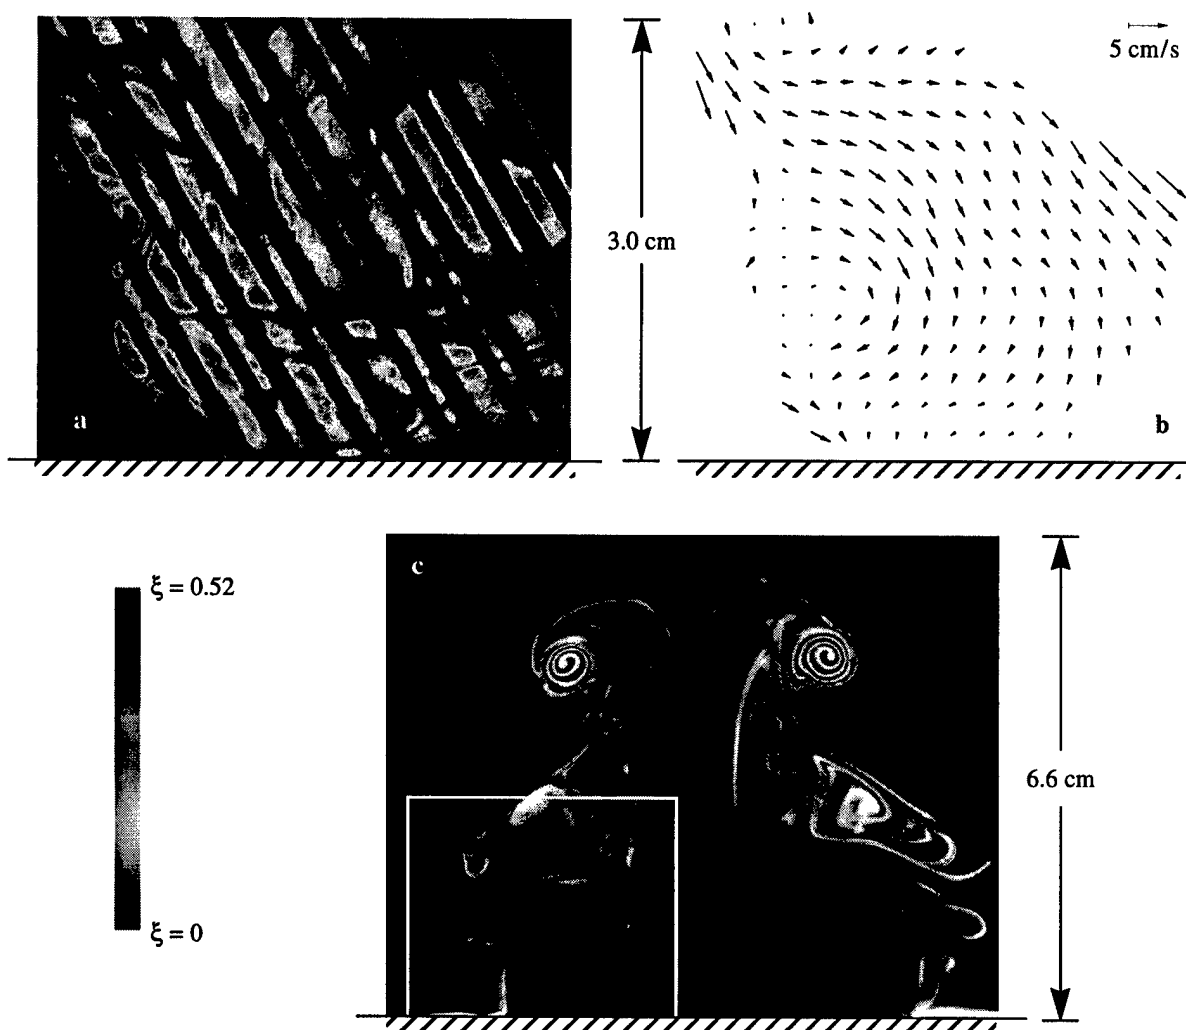 5 cm/s
3.0 cm
a
b
c
ξ = 0.52
6.6 cm
ξ = 0